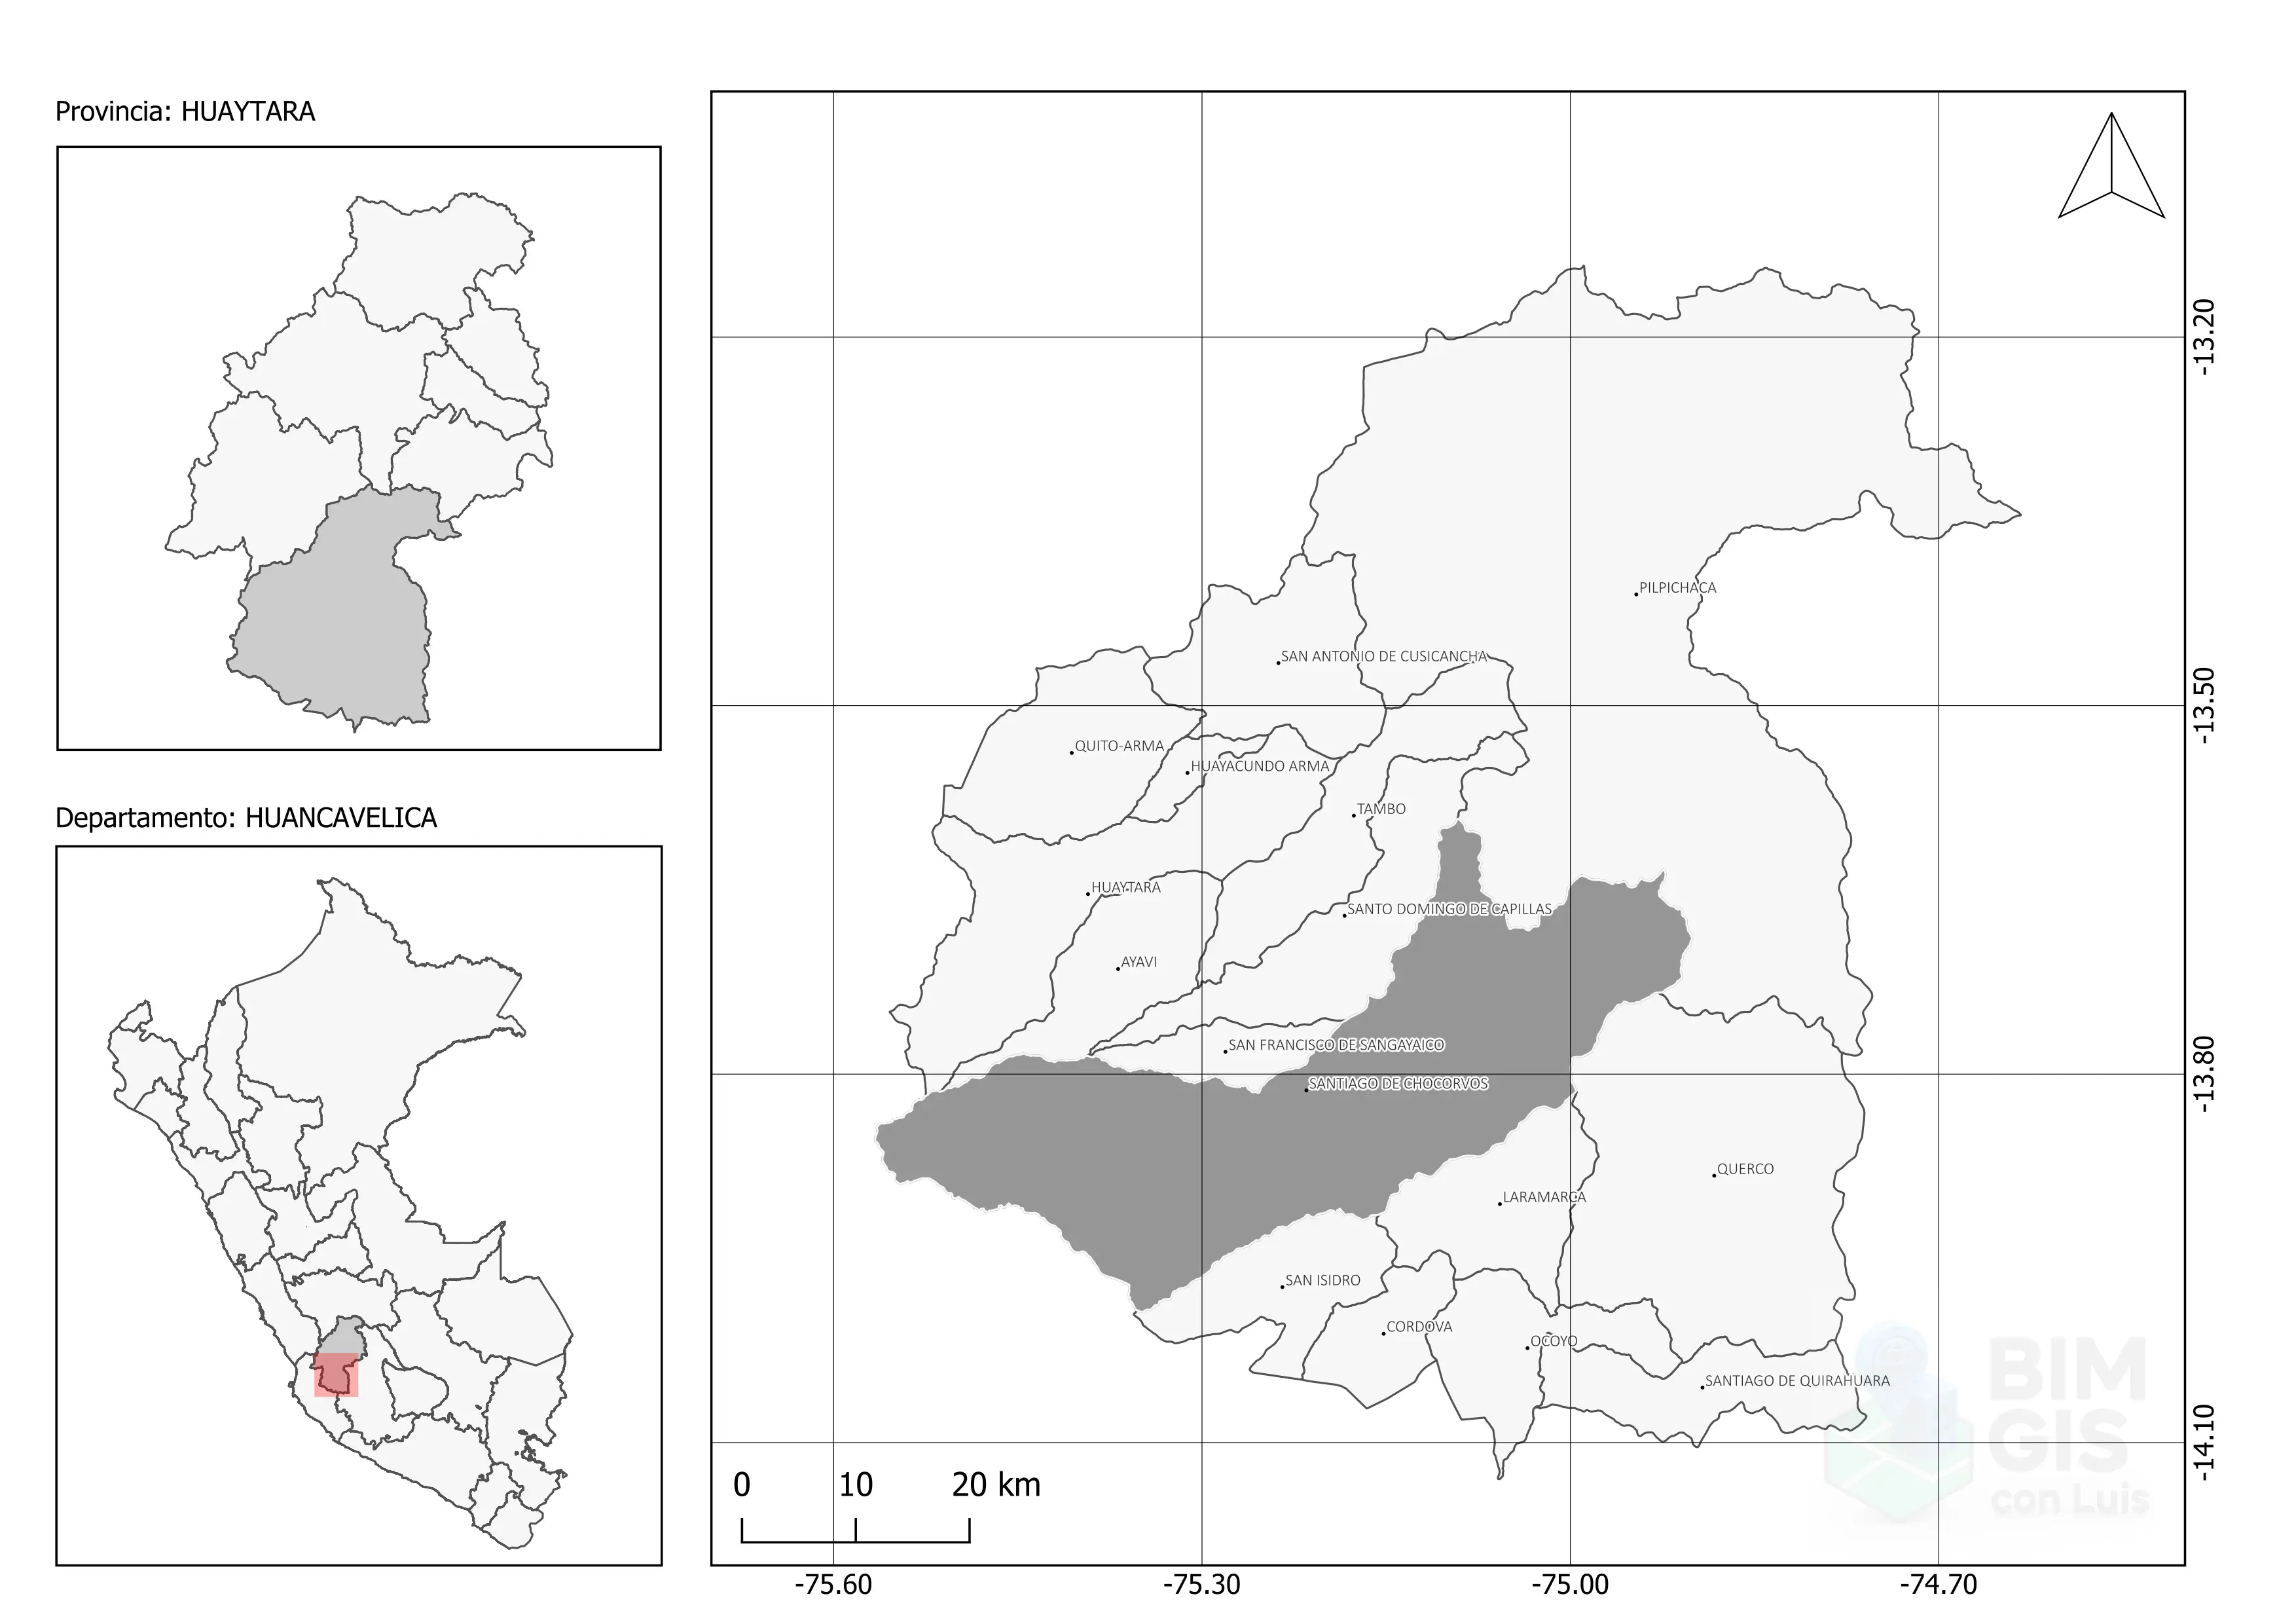 Provincia: HUAYTARA
Departamento: HUANCAVELICA
PILPICHACA
SAN ANTONIO DE CUSICANCHA
QUITO-ARMA
HUAYACUNDO ARMA
TAMBO
HUAYTARA
SANTO DOMINGO DE CAPILLAS
AYAVI
SAN FRANCISCO DE SANGAYAICO
SANTIAGO DE CHOCORVOS
QUERCO
LARAMARCA
SAN ISIDRO
CORDOVA
OCOYO
SANTIAGO DE QUIRAHUARA
0 10 20 km
-75.60 -75.30 -75.00 -74.70
-13.20
-13.50
-13.80
-14.10
BIM
GIS
con Luis